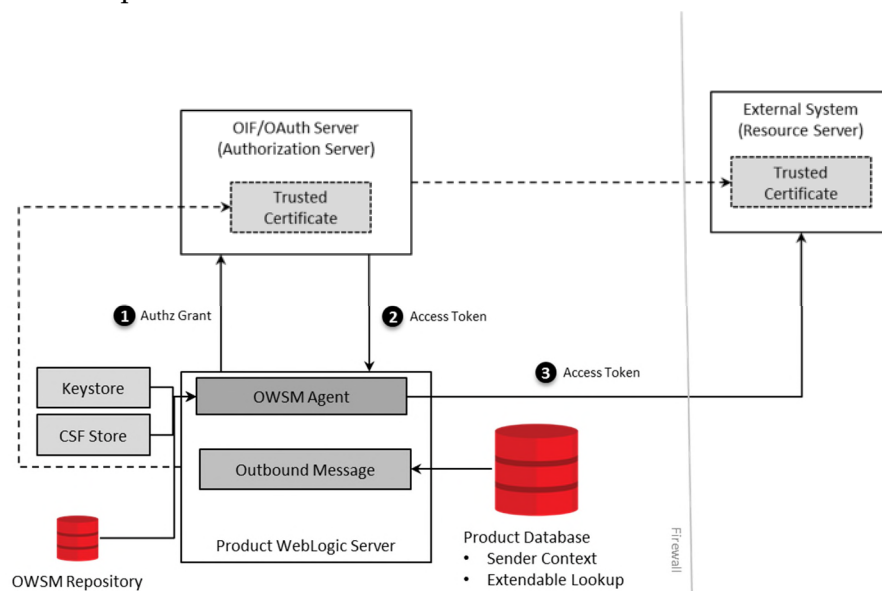 OIF/OAuth Server
(Authorization Server)
Trusted
Certificate
External System
(Resource Server)
Trusted
Certificate
1 Authz Grant
2 Access Token
3 Access Token
Keystore
CSF Store
OWSM Agent
Outbound Message
Product WebLogic Server
OWSM Repository
Product Database
• Sender Context
• Extendable Lookup
Firewall